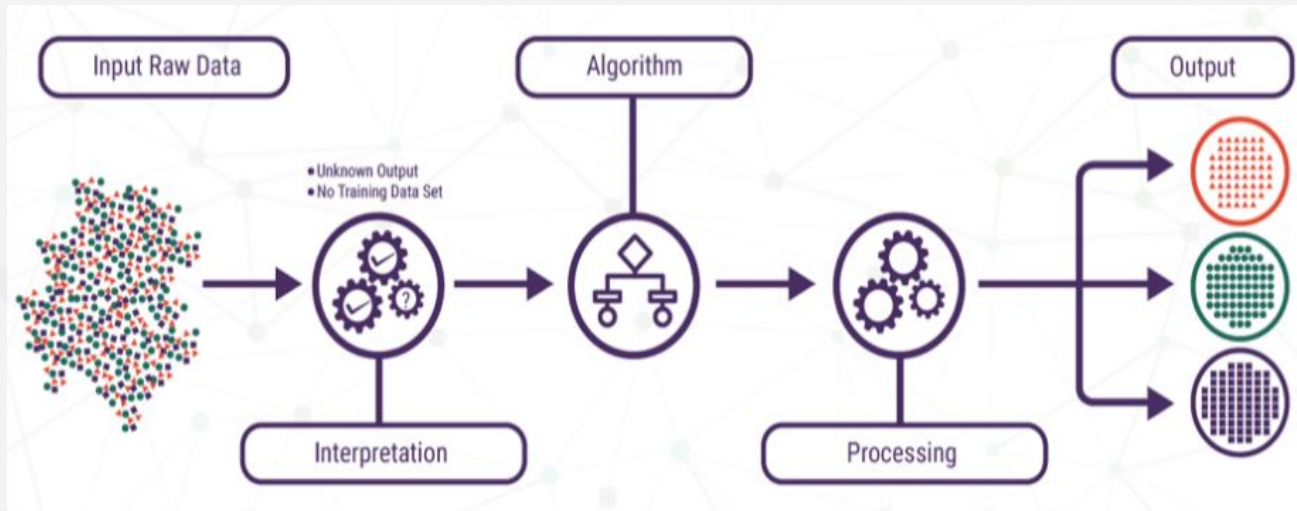 Input Raw Data
Algorithm
Output
• Unknown Output
• No Training Data Set
?
Interpretation
Processing